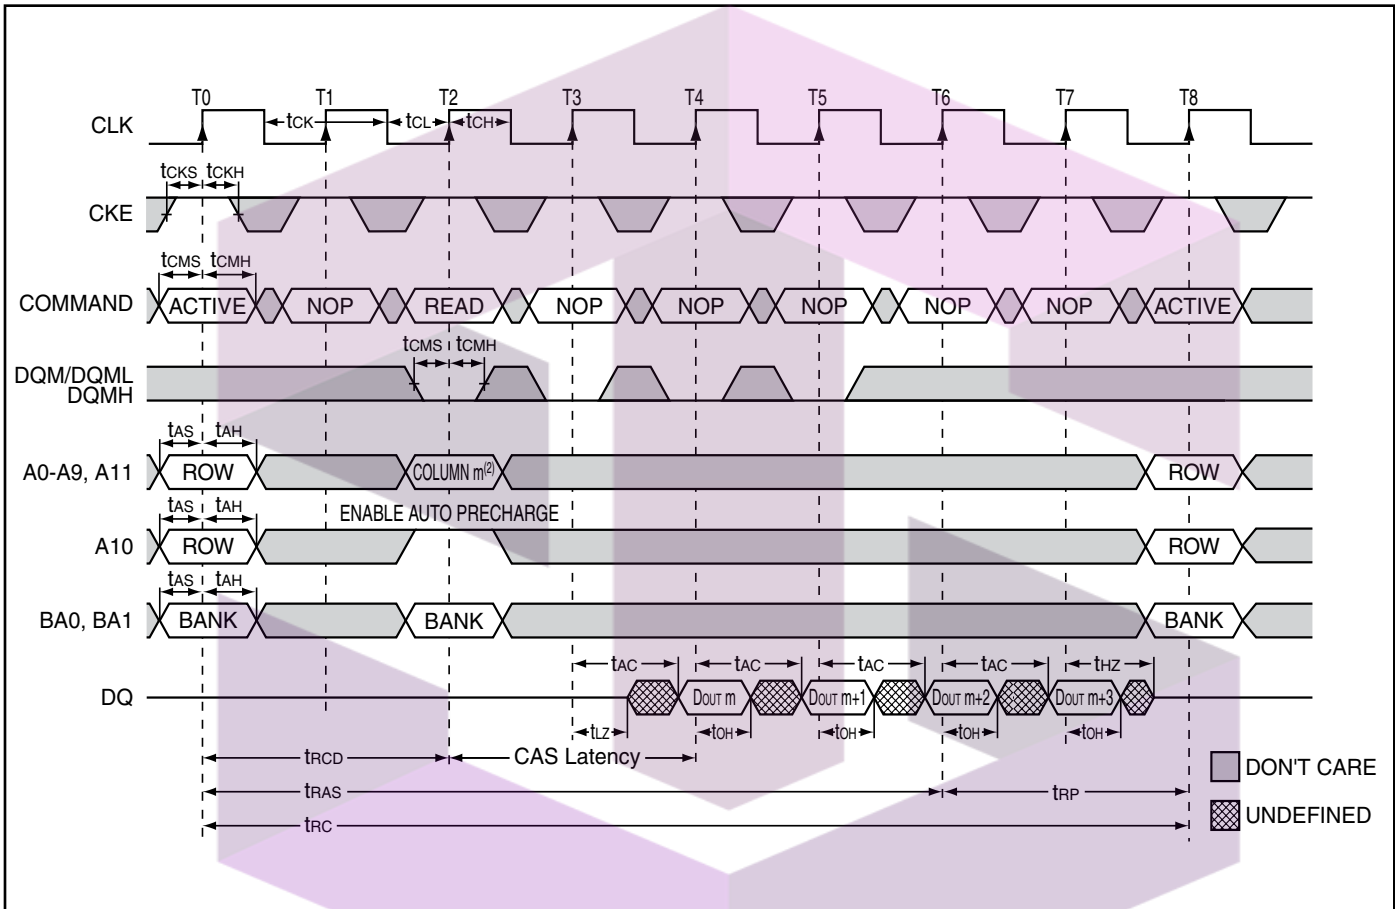 T0 T1 T2 T3 T4 T5 T6 T7 T8
CLK tCK tCL tCH
tCKS tCKH
CKE
tCMS tCMH
COMMAND ACTIVE NOP READ NOP NOP NOP NOP NOP ACTIVE
tCMS tCMH
DQM/DQML
DQMH
tAS tAH
A0-A9, A11 ROW COLUMN m(2) ROW
tAS tAH ENABLE AUTO PRECHARGE
A10 ROW ROW
tAS tAH
BA0, BA1 BANK BANK BANK
tAC tAC tAC tAC tHZ
DQ DOUT m DOUT m+1 DOUT m+2 DOUT m+3
tLZ tOH tOH tOH tOH
tRCD CAS Latency
DON'T CARE
tRAS tRP
UNDEFINED
tRC